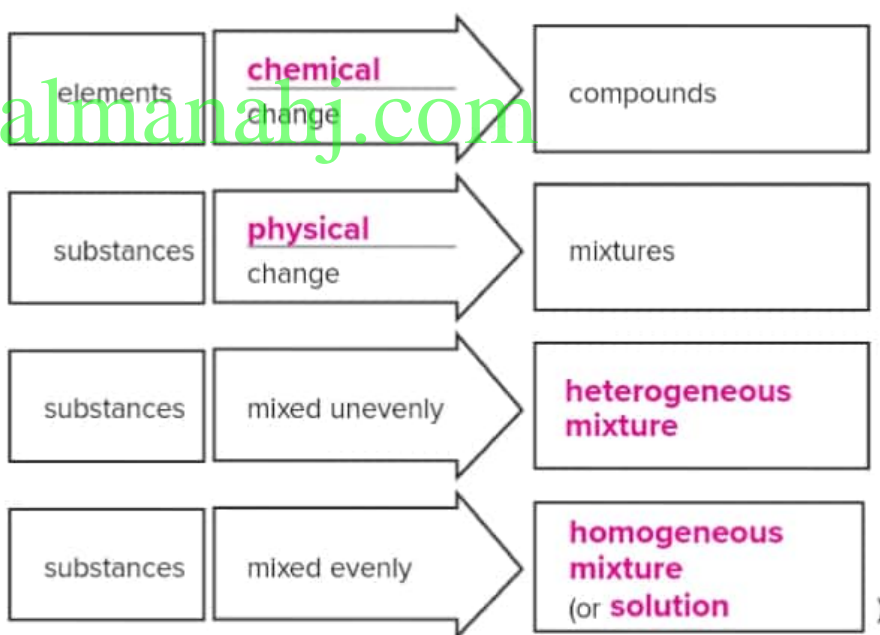 elements
chemical
change
compounds
almanahj.com
substances
physical
change
mixtures
substances
mixed unevenly
heterogeneous
mixture
substances
mixed evenly
homogeneous
mixture
(or solution )